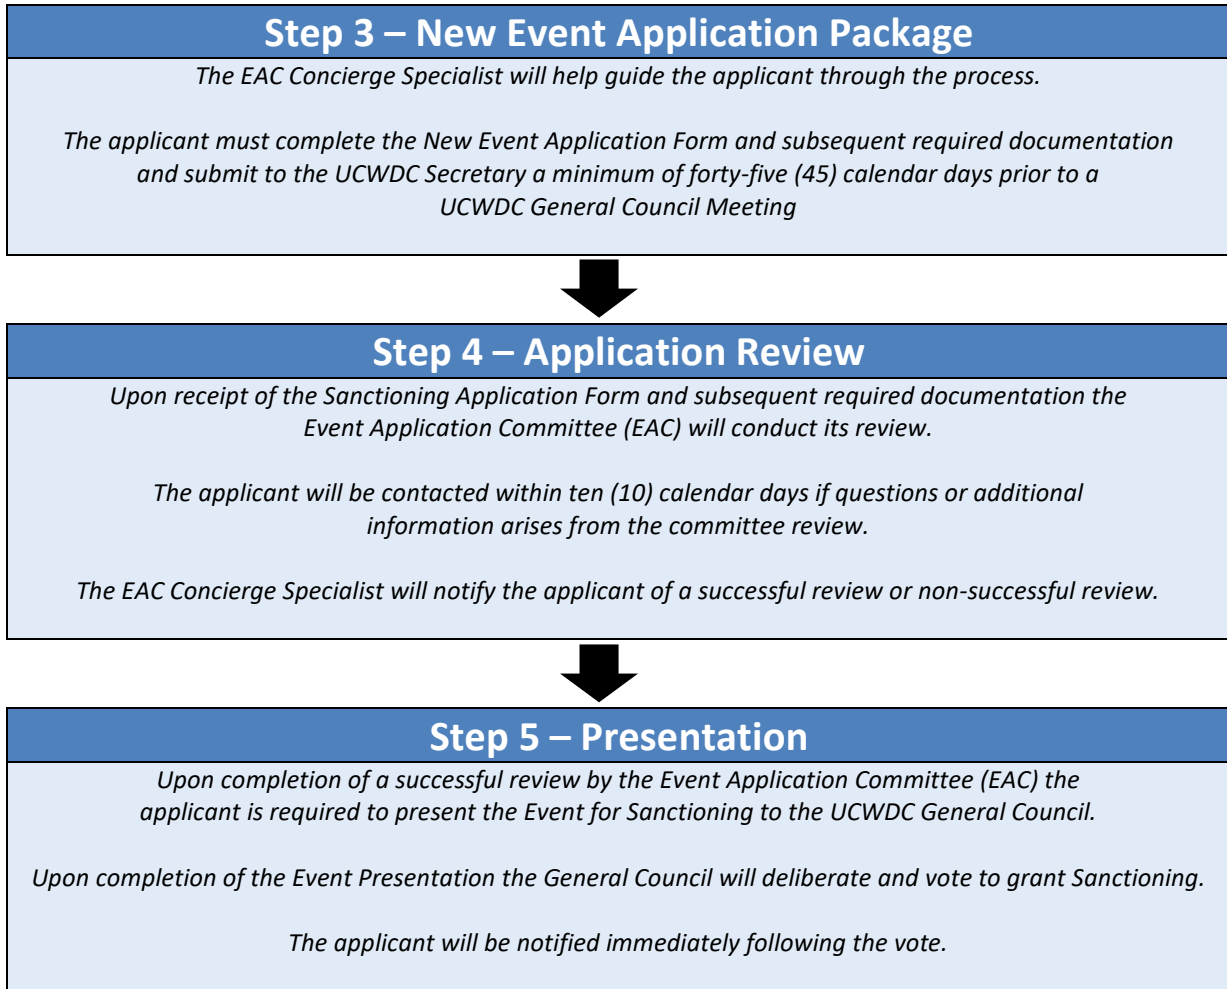 Step 3 – New Event Application Package
The EAC Concierge Specialist will help guide the applicant through the process.
The applicant must complete the New Event Application Form and subsequent required documentation
and submit to the UCWDC Secretary a minimum of forty-five (45) calendar days prior to a
UCWDC General Council Meeting
Step 4 – Application Review
Upon receipt of the Sanctioning Application Form and subsequent required documentation the
Event Application Committee (EAC) will conduct its review.
The applicant will be contacted within ten (10) calendar days if questions or additional
information arises from the committee review.
The EAC Concierge Specialist will notify the applicant of a successful review or non-successful review.
Step 5 – Presentation
Upon completion of a successful review by the Event Application Committee (EAC) the
applicant is required to present the Event for Sanctioning to the UCWDC General Council.
Upon completion of the Event Presentation the General Council will deliberate and vote to grant Sanctioning.
The applicant will be notified immediately following the vote.